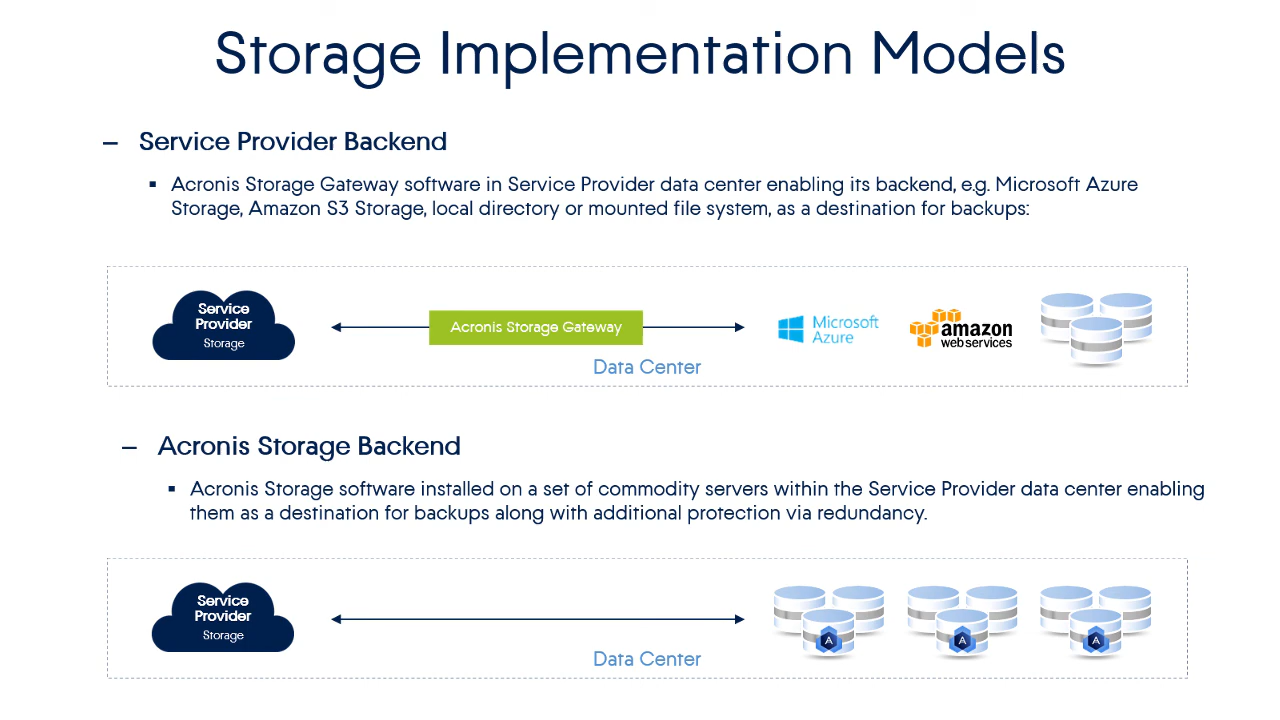 Storage Implementation Models
– Service Provider Backend
▪ Acronis Storage Gateway software in Service Provider data center enabling its backend, e.g. Microsoft Azure
Storage, Amazon S3 Storage, local directory or mounted file system, as a destination for backups:
Service
Provider
Storage
Acronis Storage Gateway
Microsoft
Azure
amazon
webservices
Data Center
– Acronis Storage Backend
▪ Acronis Storage software installed on a set of commodity servers within the Service Provider data center enabling
them as a destination for backups along with additional protection via redundancy.
Service
Provider
Storage
A
A
A
Data Center